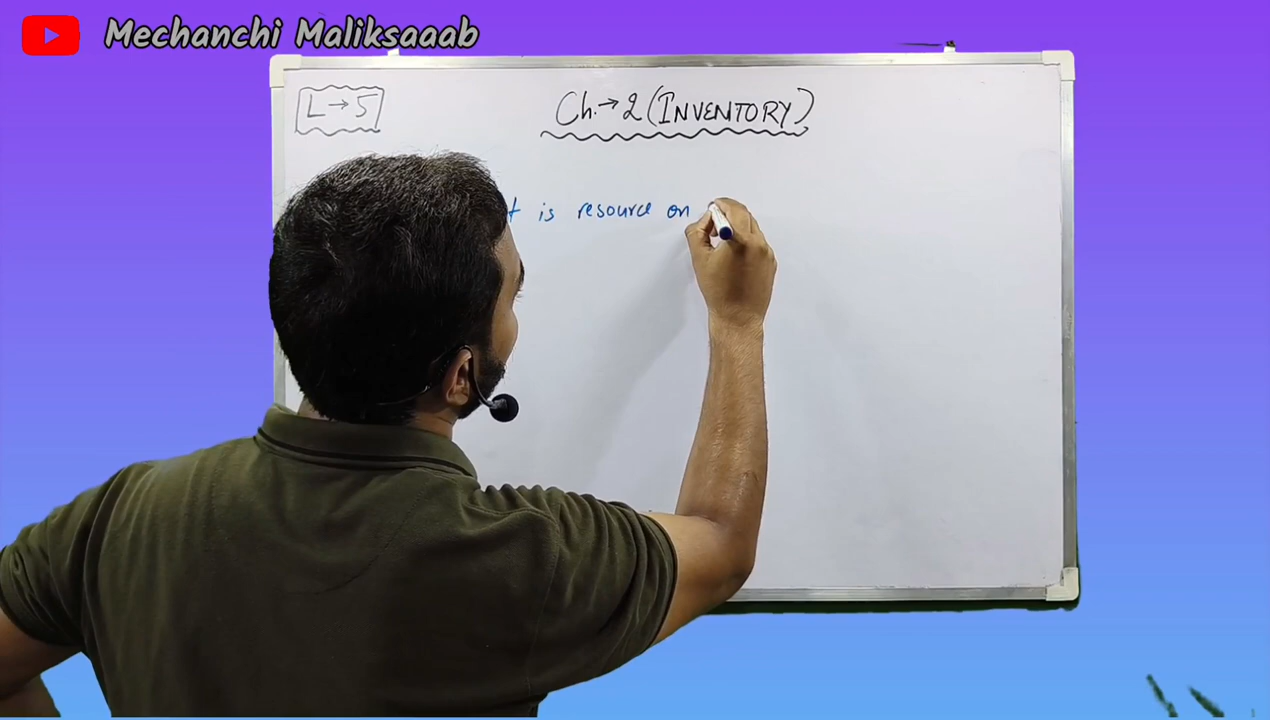 Mechanchi Maliksaaab
L → 5
Ch. → 2 (INVENTORY)
is resource on